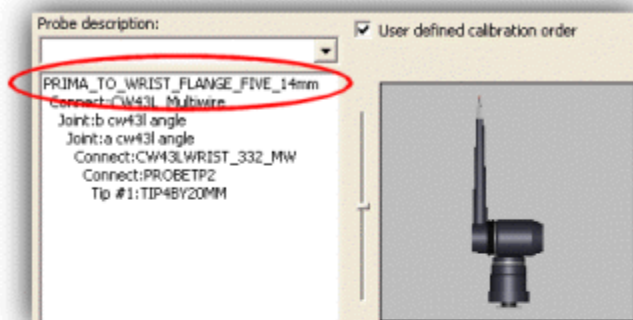 Probe description:
User defined calibration order
PRIMA_TO_WRIST_FLANGE_FIVE_14mm
Connect:CW43L_Multiwire
Joint:b cw43l angle
Joint:a cw43l angle
Connect:CW43LWRIST_332_MW
Connect:PROBETP2
Tip #1:TIP4BY20MM